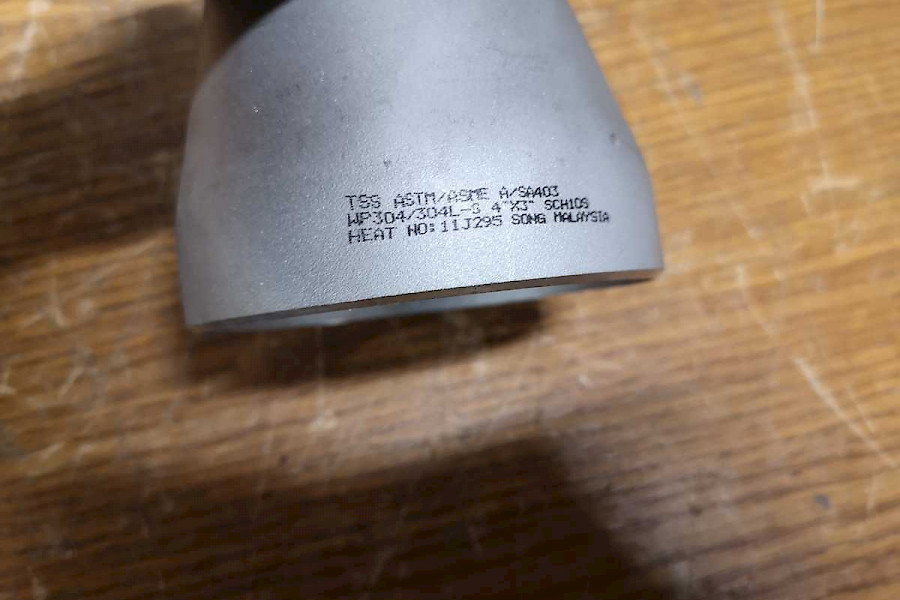 TSS ASTM/ASME A/SA403
WP304/304L-S 4"X3" SCH10S
HEAT NO:11J295 SONG MALAYSIA